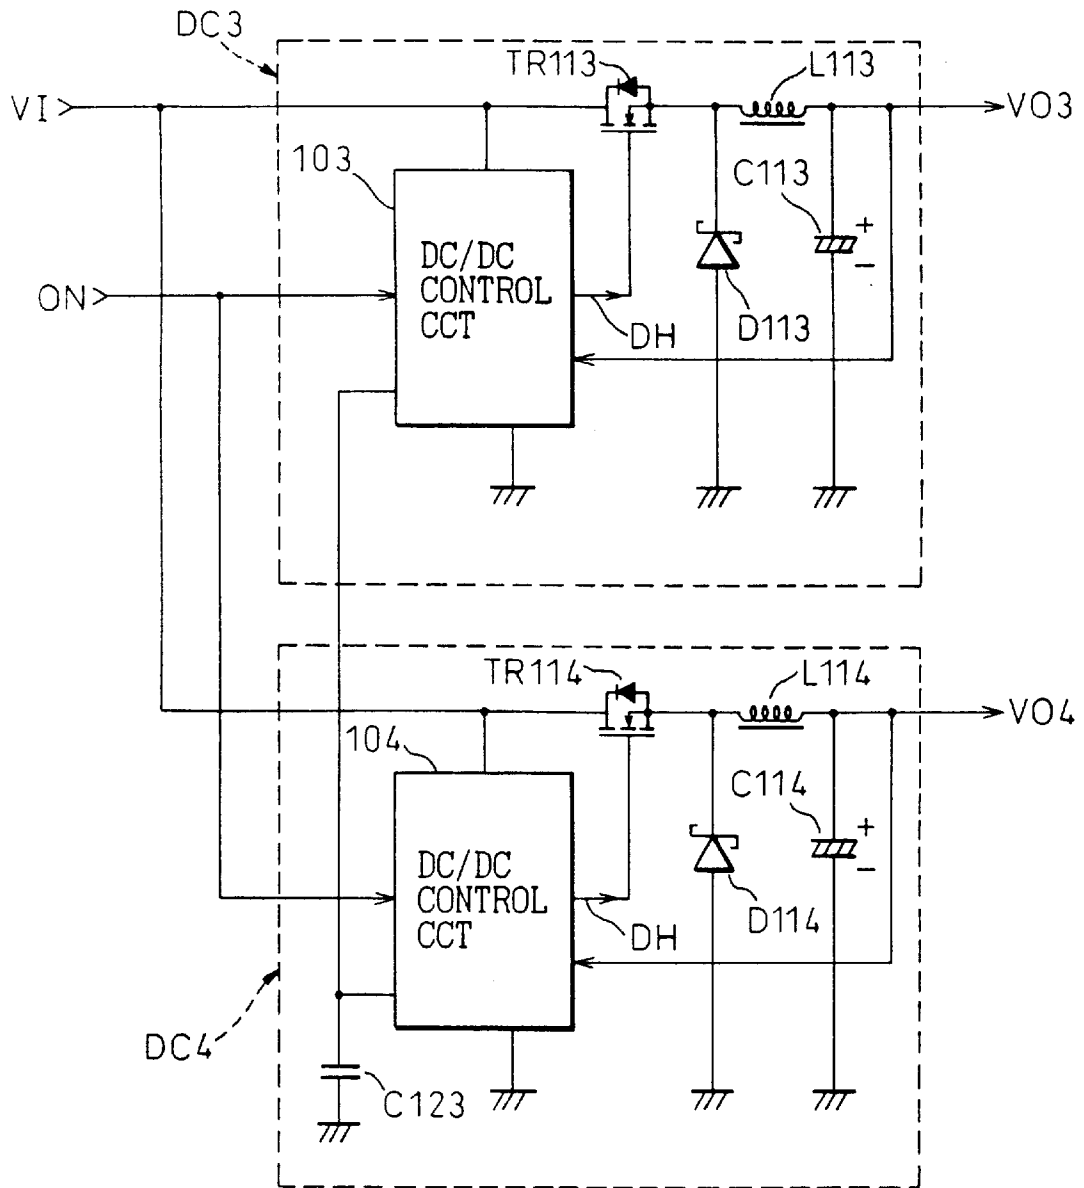 DC3
TR113
L113
VI
VO3
103
C113
+
DC/DC
CONTROL
CCT
−
ON
DH
D113
TR114
L114
VO4
104
C114
+
DC/DC
CONTROL
CCT
−
DH
D114
DC4
C123